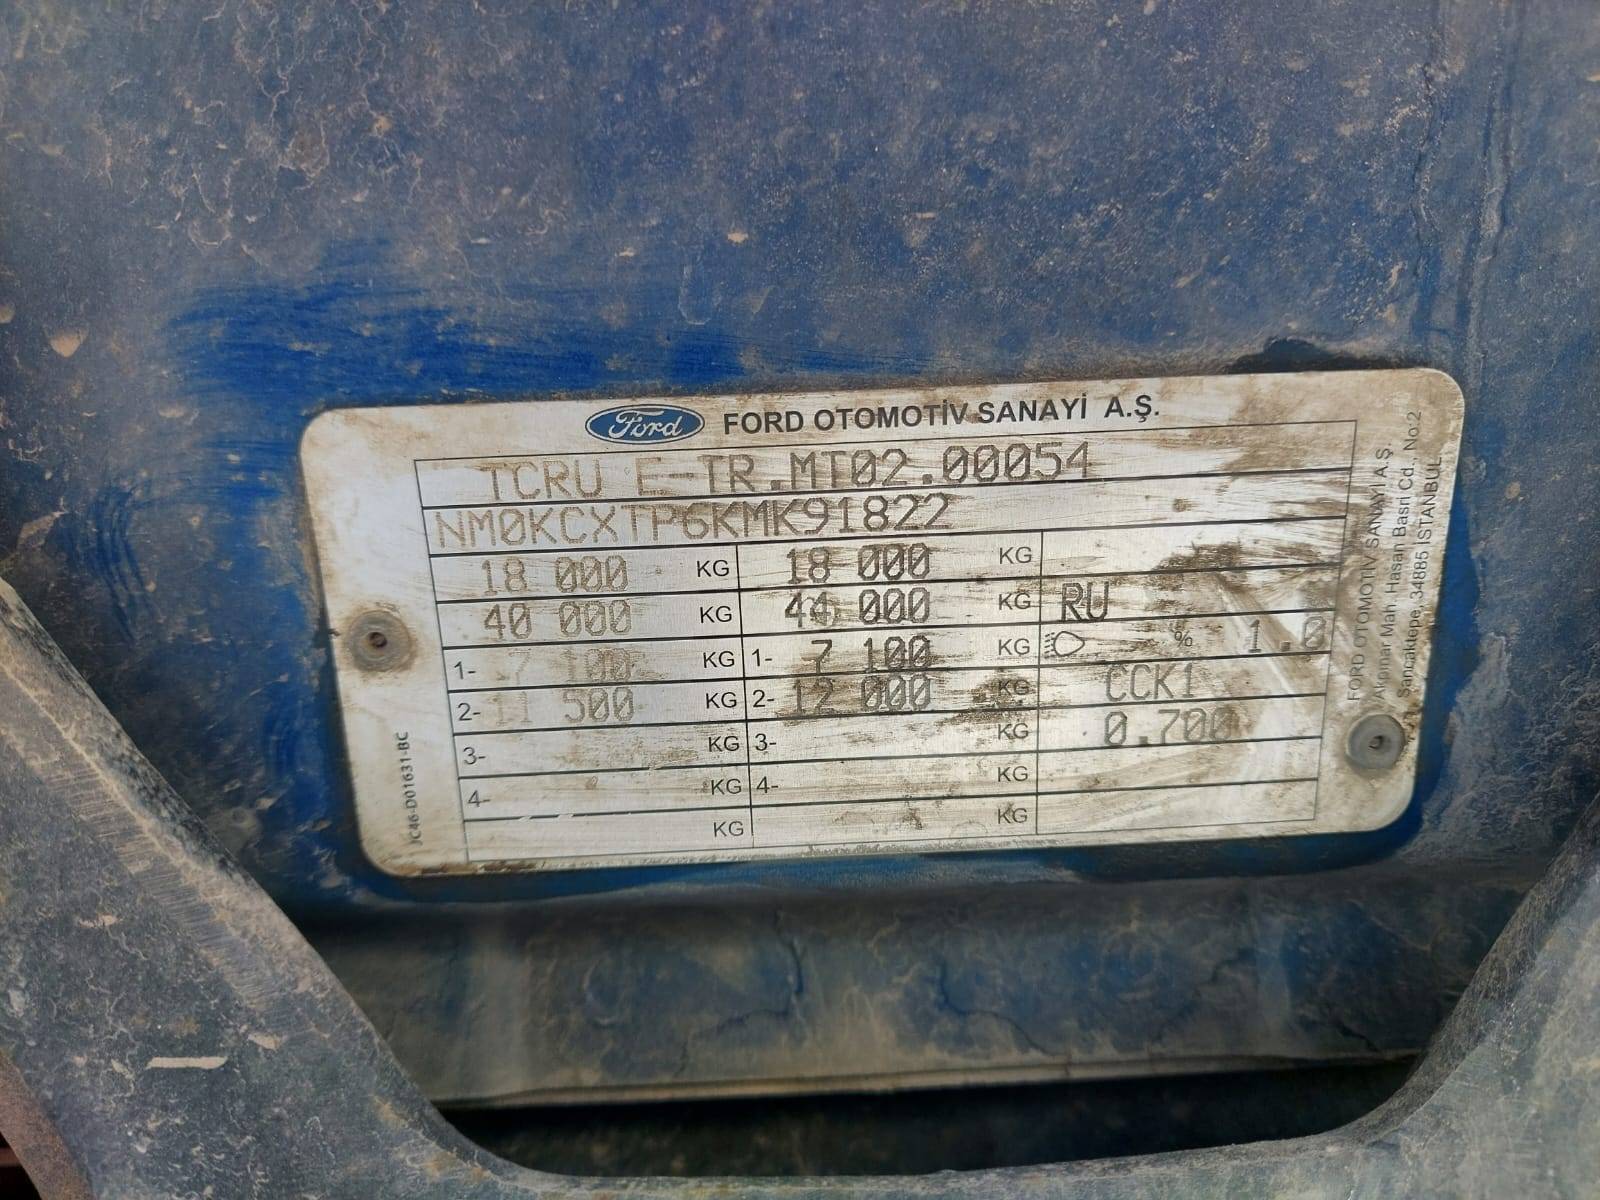 Ford FORD OTOMOTİV SANAYİ A.Ş.
TCRU E-TR.MT02.00054
NM0KCXTP6KMK91822
18 000 KG 18 000 KG
40 000 KG 44 000 KG RU
1- 7 100 KG 1- 7 100 KG % 1.0
2- 11 500 KG 2- 12 000 KG CCK1
3- KG 3- KG 0.700
4- KG 4- KG
KG KG
JC46-D01631-BC
FORD OTOMOTİV SANAYİ A.Ş.
Akpınar Mah. Hasan Basri Cd., No:2
Sancaktepe, 34885 İSTANBUL